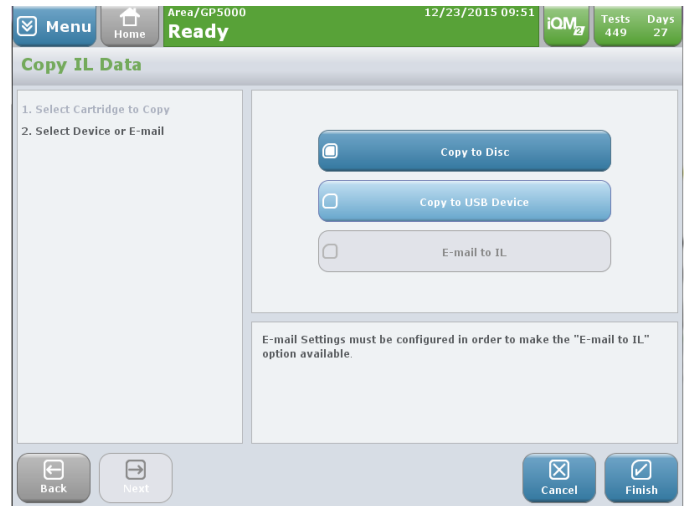 Menu
Home
Area/GP5000
12/23/2015 09:51
Ready
iQM2
Tests Days
449 27
Copy IL Data
1. Select Cartridge to Copy
2. Select Device or E-mail
Copy to Disc
Copy to USB Device
E-mail to IL
E-mail Settings must be configured in order to make the "E-mail to IL"
option available.
Back
Next
Cancel
Finish